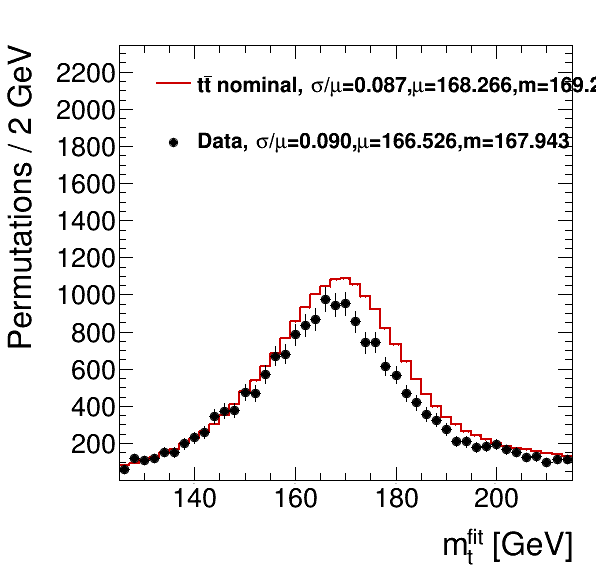 Permutations / 2 GeV
2200
2000
1800
1600
1400
1200
1000
800
600
400
200
tt̄ nominal, σ/μ=0.087,μ=168.266,m=169.2
Data, σ/μ=0.090,μ=166.526,m=167.943
140 160 180 200
m_t^fit [GeV]